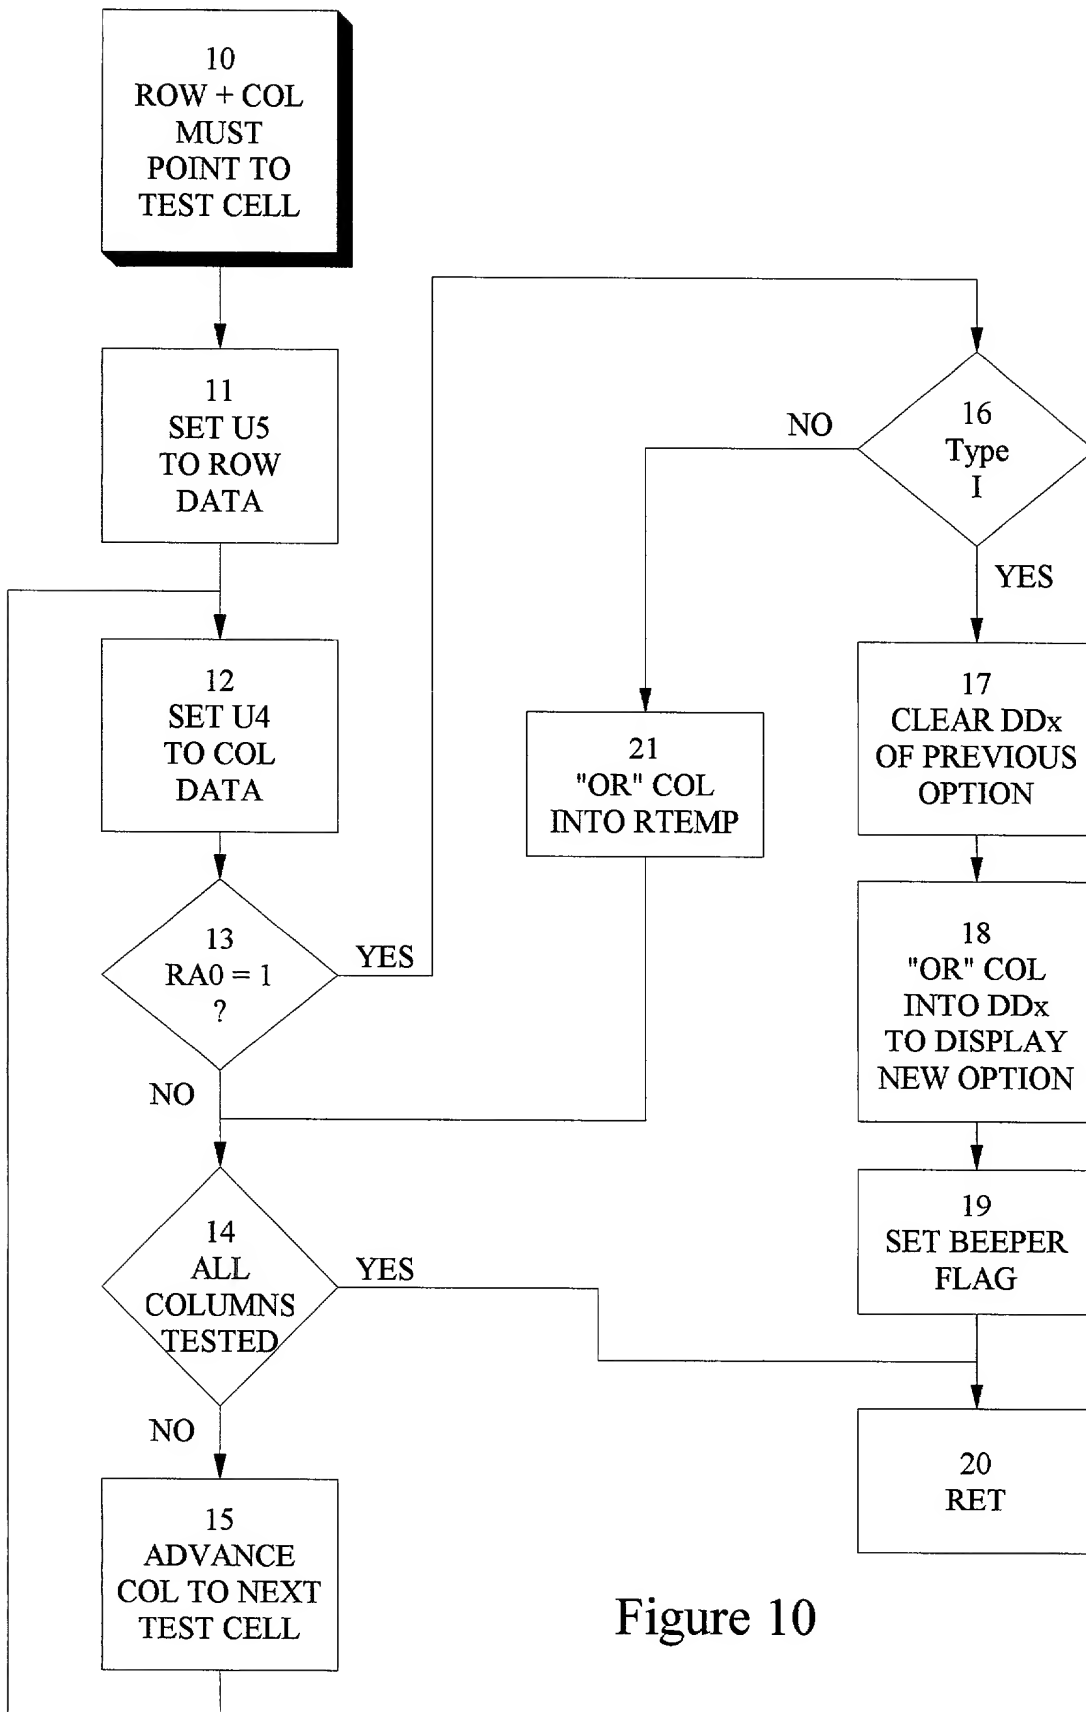 10
ROW + COL
MUST
POINT TO
TEST CELL
11
SET U5
TO ROW
DATA
12
SET U4
TO COL
DATA
13
RA0 = 1
?
YES
NO
14
ALL
COLUMNS
TESTED
YES
NO
15
ADVANCE
COL TO NEXT
TEST CELL
16
Type
I
NO
YES
21
"OR" COL
INTO RTEMP
17
CLEAR DDx
OF PREVIOUS
OPTION
18
"OR" COL
INTO DDx
TO DISPLAY
NEW OPTION
19
SET BEEPER
FLAG
20
RET
Figure 10